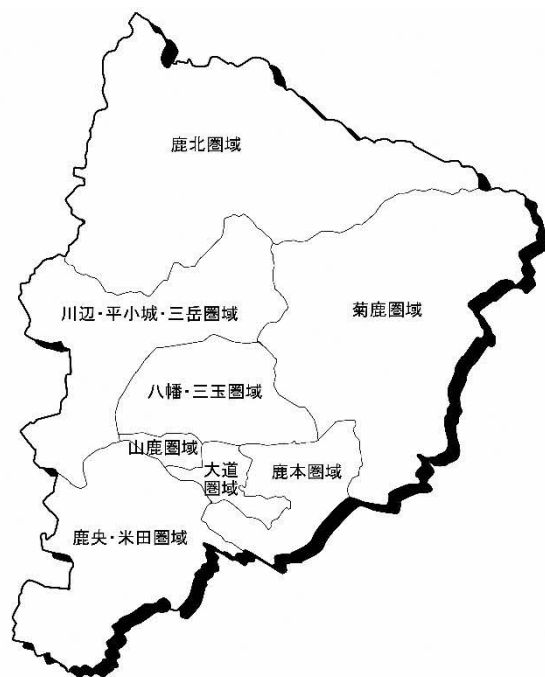 鹿北圏域
川辺・平小城・三岳圏域
菊鹿圏域
八幡・三玉圏域
山鹿圏域
大道
圏域
鹿本圏域
鹿央・米田圏域